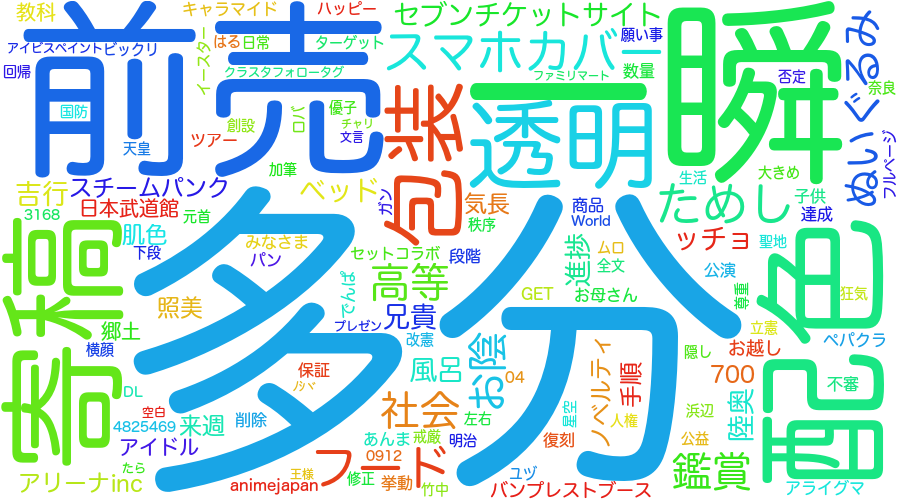 教科
キャラマイド
ハッピー
セブンチケットサイト
アイビスペイント
ビックリ
はる
日常
ターゲット
スマホカバー
願い事
回帰
イースター
クラスタフォロータグ
ファミリマート
数量
否定
ぬいぐるみ
前売
一瞬
国防
ロバ
優子
チャリ
創設
文言
包装
透明
奈良
天皇
ツアー
加筆
大きめ
フルページ
吉行
スチームパンク
ベッド
ガン
気長
商品
World
ためし
生活
子供
達成
3168
日本武道館
元首
秩序
寄稿
肌色
下段
みなさま
パン
セットコラボ
段階
進捗
ムロ
全文
ッチョ
聖地
配色
多分
高等
でんぱ
公演
尊重
狂気
照美
GET
お母さん
郷土
プレゼン
兄貴
改憲
立憲
ペパクラ
横顔
お陰
ノベルティ
隠し
お越し
保証
風呂
手順
700
不審
DL
04
空白
社会
左右
星空
人権
浜辺
陸奥
4825469
来週
削除
アイドル
あんま
戒厳
明治
復刻
公益
たら
フーズ
0912
鑑賞
アリーナinc
王様
修正
挙動
ユヅ
animejapan
竹中
バンプレストブース
アライグマ